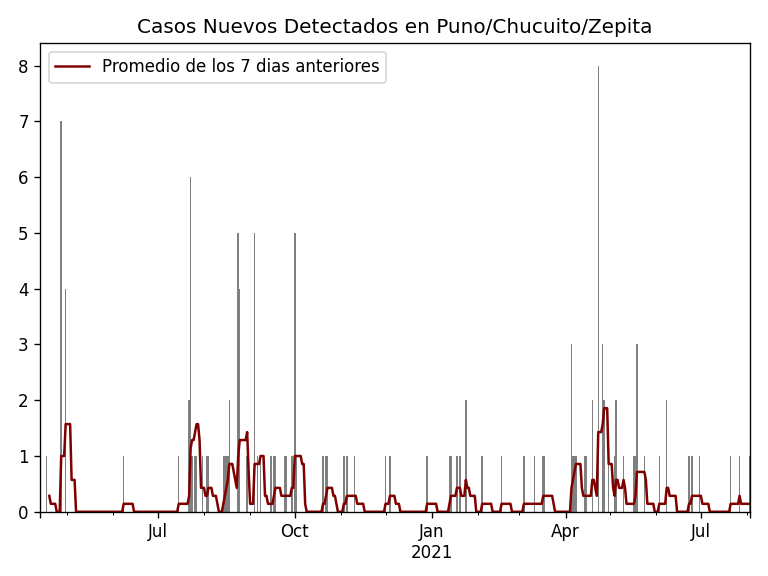 Casos Nuevos Detectados en Puno/Chucuito/Zepita
Promedio de los 7 dias anteriores
8
7
6
5
4
3
2
1
0
Jul
Oct
Jan
2021
Apr
Jul